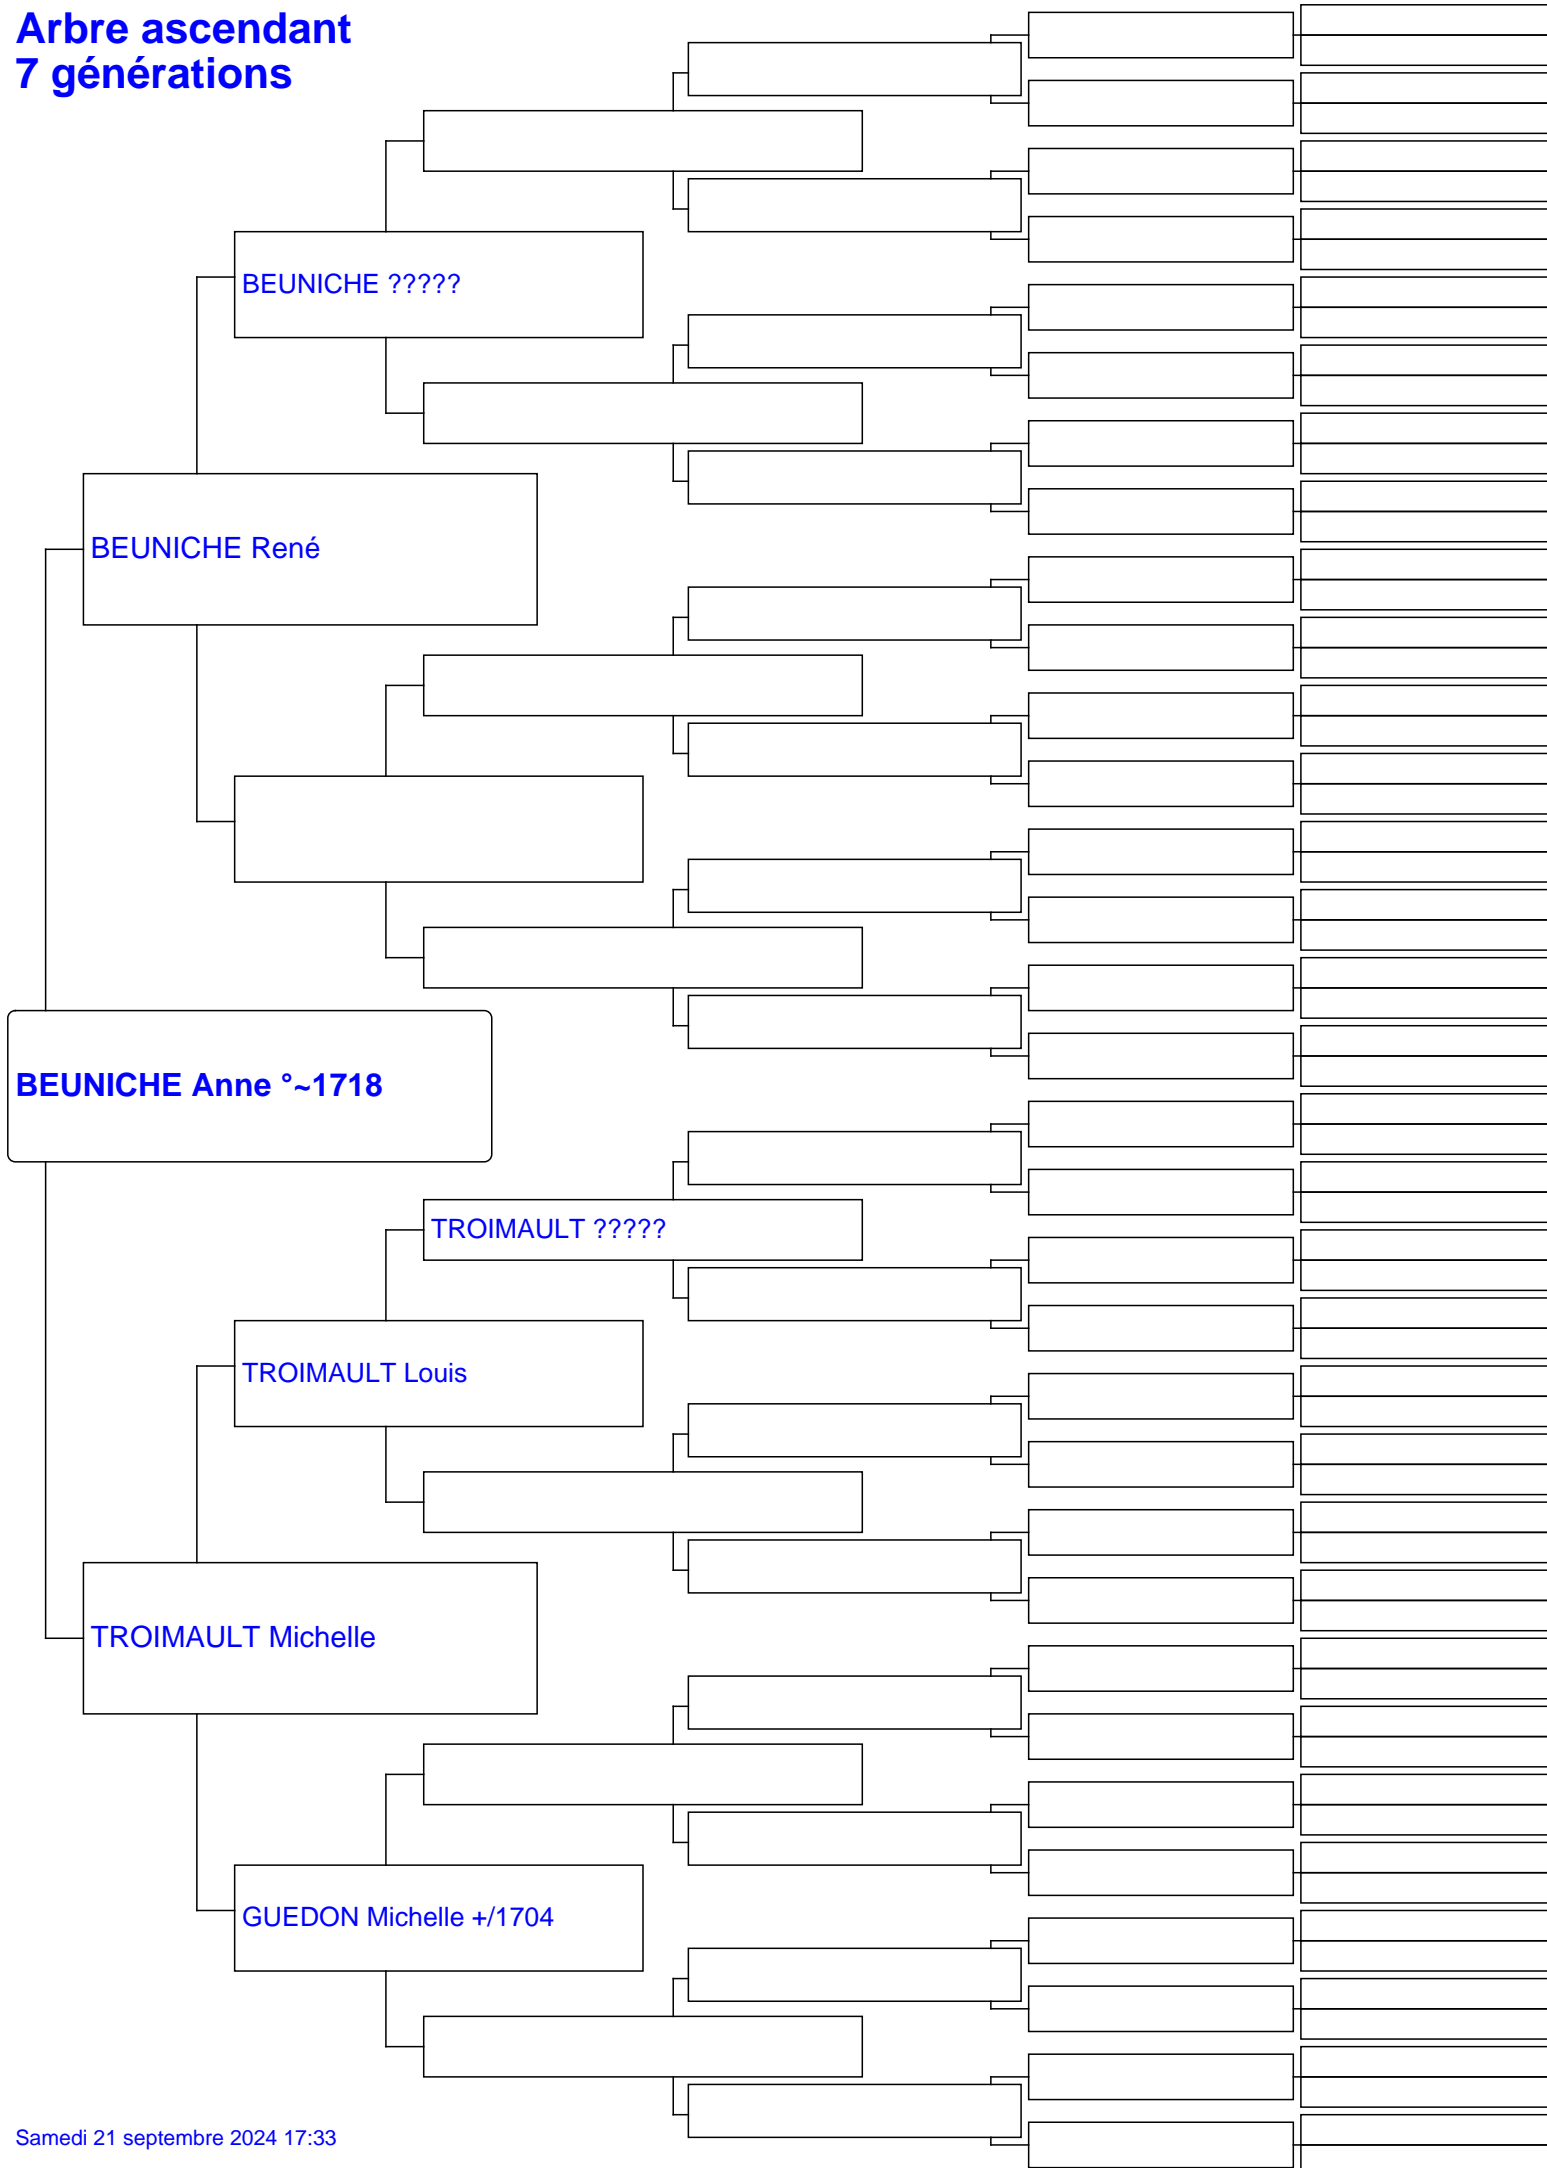 Arbre ascendant
7 générations
BEUNICHE ?????
BEUNICHE René
BEUNICHE Anne °~1718
TROIMAULT ?????
TROIMAULT Louis
TROIMAULT Michelle
GUEDON Michelle +/1704
Samedi 21 septembre 2024 17:33